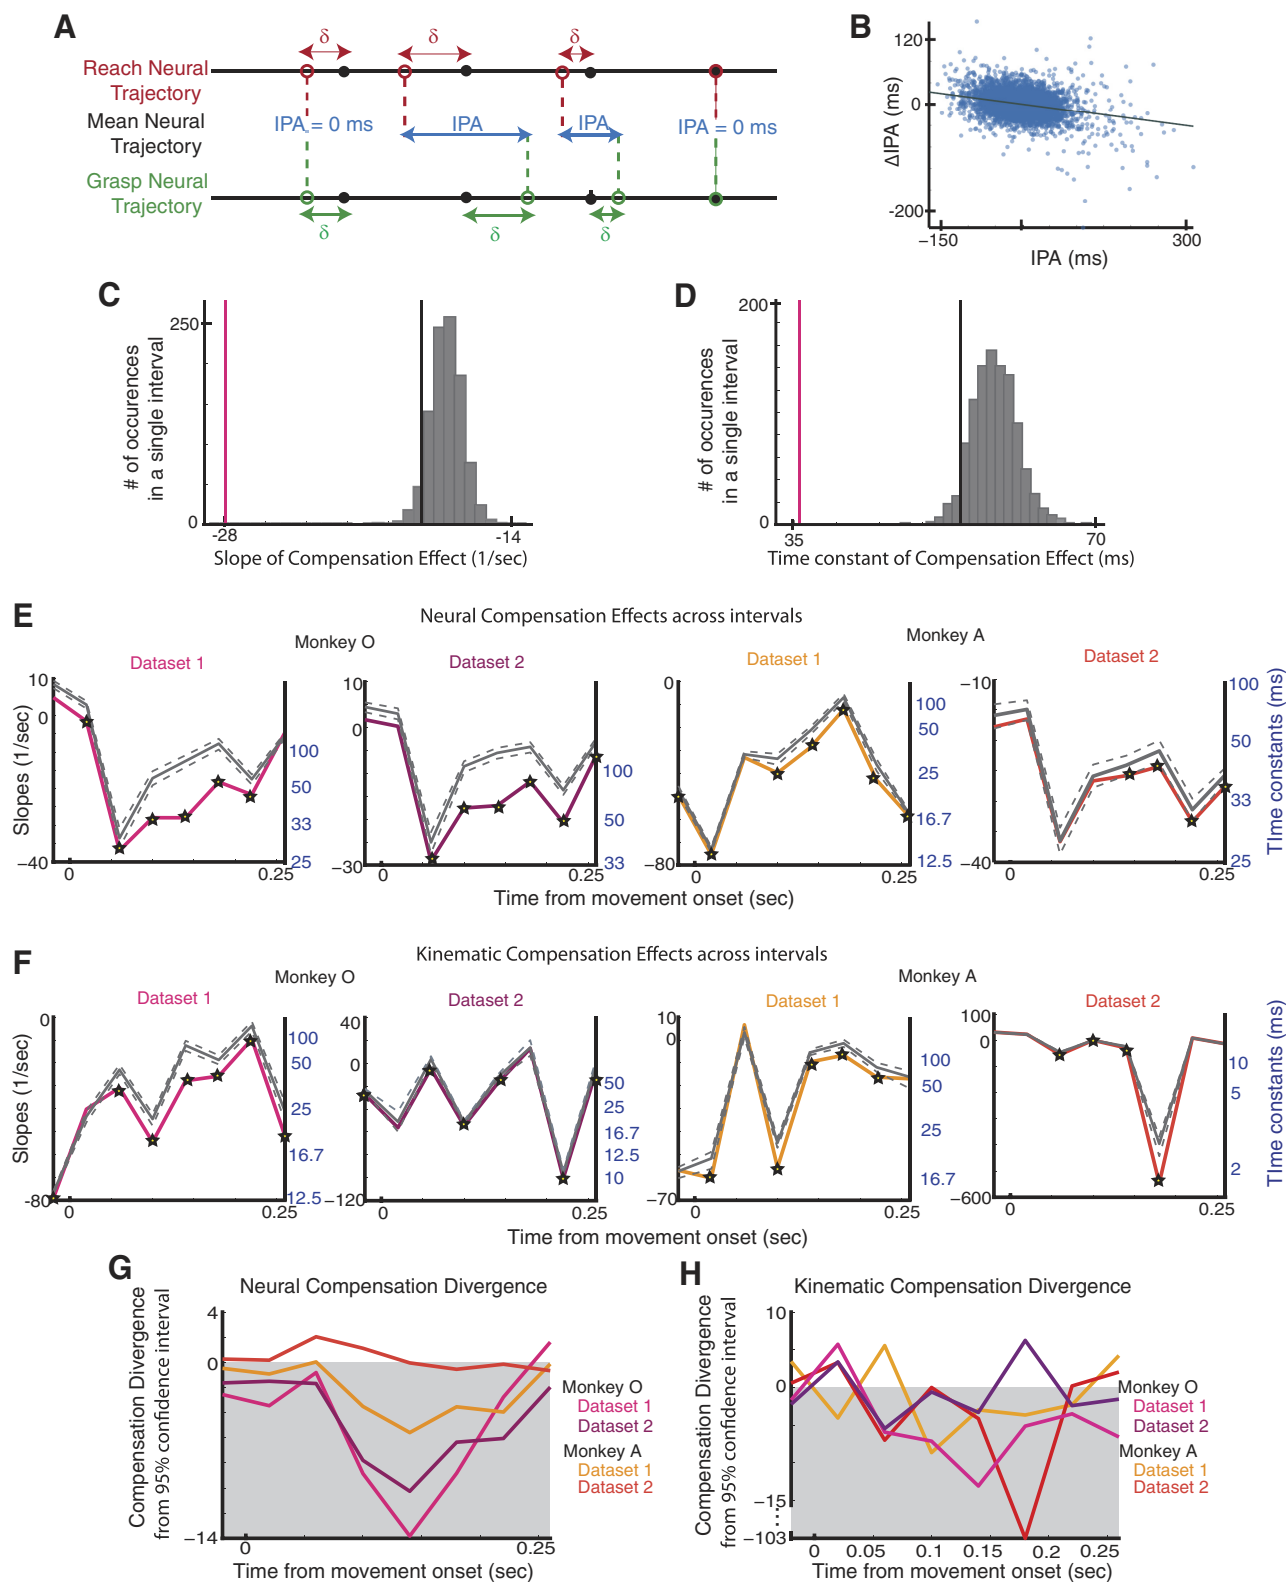 A
δ
δ
δ
Reach Neural
Trajectory
Mean Neural
Trajectory
Grasp Neural
Trajectory
IPA = 0 ms
IPA
IPA
IPA = 0 ms
δ
δ
δ
B
120
0
-200
ΔIPA (ms)
−150
300
IPA (ms)
C
250
0
# of occurences
in a single interval
-28
-14
Slope of Compensation Effect (1/sec)
D
200
0
# of occurences
in a single interval
35
70
Time constant of Compensation Effect (ms)
E
Neural Compensation Effects across intervals
Monkey O
Monkey A
Dataset 1
Dataset 2
Dataset 1
Dataset 2
Slopes (1/sec)
10
0
−40
100
50
33
25
0
0.25
10
0
−30
100
50
33
0
0.25
0
−80
100
50
25
16.7
12.5
0
0.25
−10
−40
100
50
33
25
0
0.25
TIme constants (ms)
Time from movement onset (sec)
F
Kinematic Compensation Effects across intervals
Monkey O
Monkey A
Dataset 1
Dataset 2
Dataset 1
Dataset 2
Slopes (1/sec)
0
-80
100
50
25
16.7
12.5
0
0.25
40
0
−120
50
25
16.7
12.5
10
0
0.25
10
0
−70
100
50
25
16.7
0
0.25
100
0
−600
10
5
2
0
0.25
TIme constants (ms)
Time from movement onset (sec)
G
Neural Compensation Divergence
Compensation Divergence
from 95% confidence interval
4
0
−14
0
0.25
Time from movement onset (sec)
Monkey O
Dataset 1
Dataset 2
Monkey A
Dataset 1
Dataset 2
H
Kinematic Compensation Divergence
Compensation Divergence
from 95% confidence interval
10
0
−15
−103
0
0.05
0.1
0.15
0.2
0.25
Time from movement onset (sec)
Monkey O
Dataset 1
Dataset 2
Monkey A
Dataset 1
Dataset 2